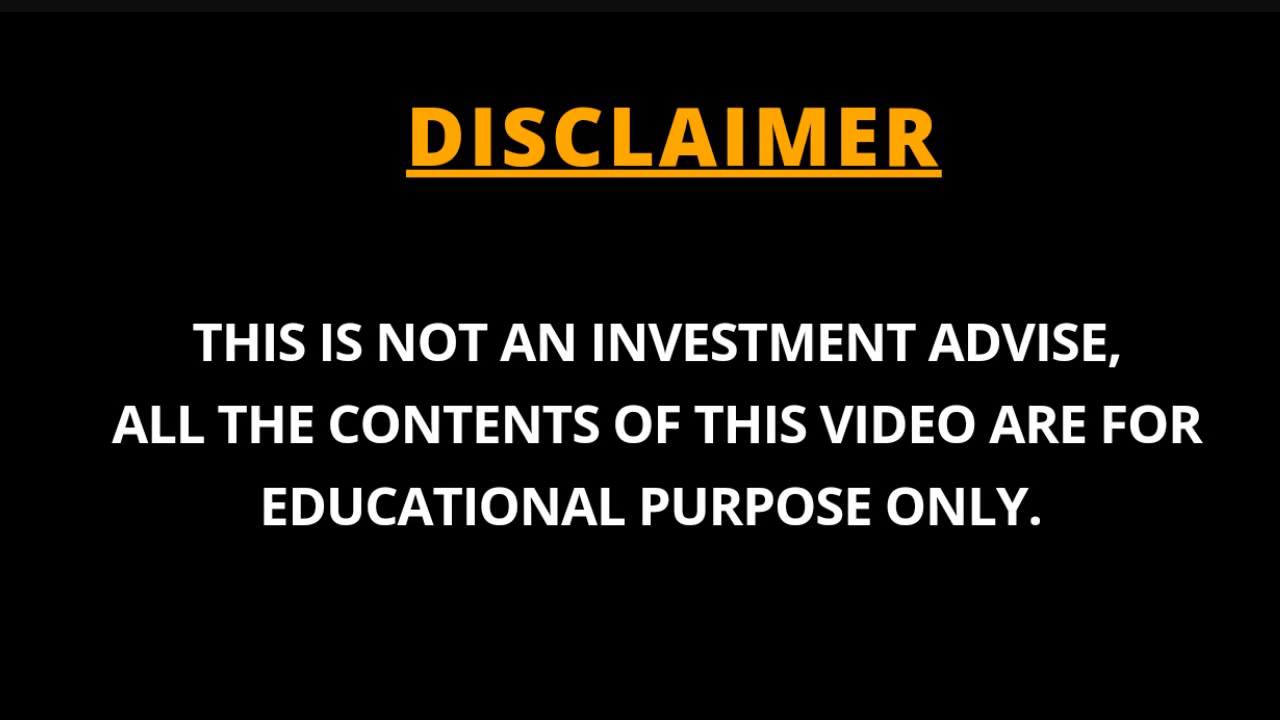 DISCLAIMER
THIS IS NOT AN INVESTMENT ADVISE,
ALL THE CONTENTS OF THIS VIDEO ARE FOR
EDUCATIONAL PURPOSE ONLY.